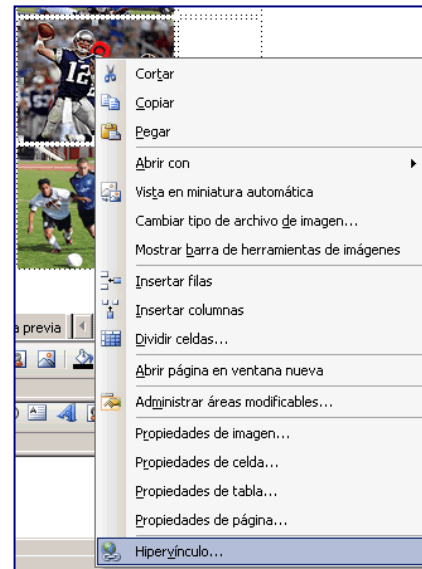 12
Cortar
Copiar
Pegar
Abrir con
Vista en miniatura automática
Cambiar tipo de archivo de imagen...
Mostrar barra de herramientas de imágenes
Insertar filas
Insertar columnas
Dividir celdas...
a previa
Abrir página en ventana nueva
Administrar áreas modificables...
Propiedades de imagen...
Propiedades de celda...
Propiedades de tabla...
Propiedades de página...
Hipervínculo...